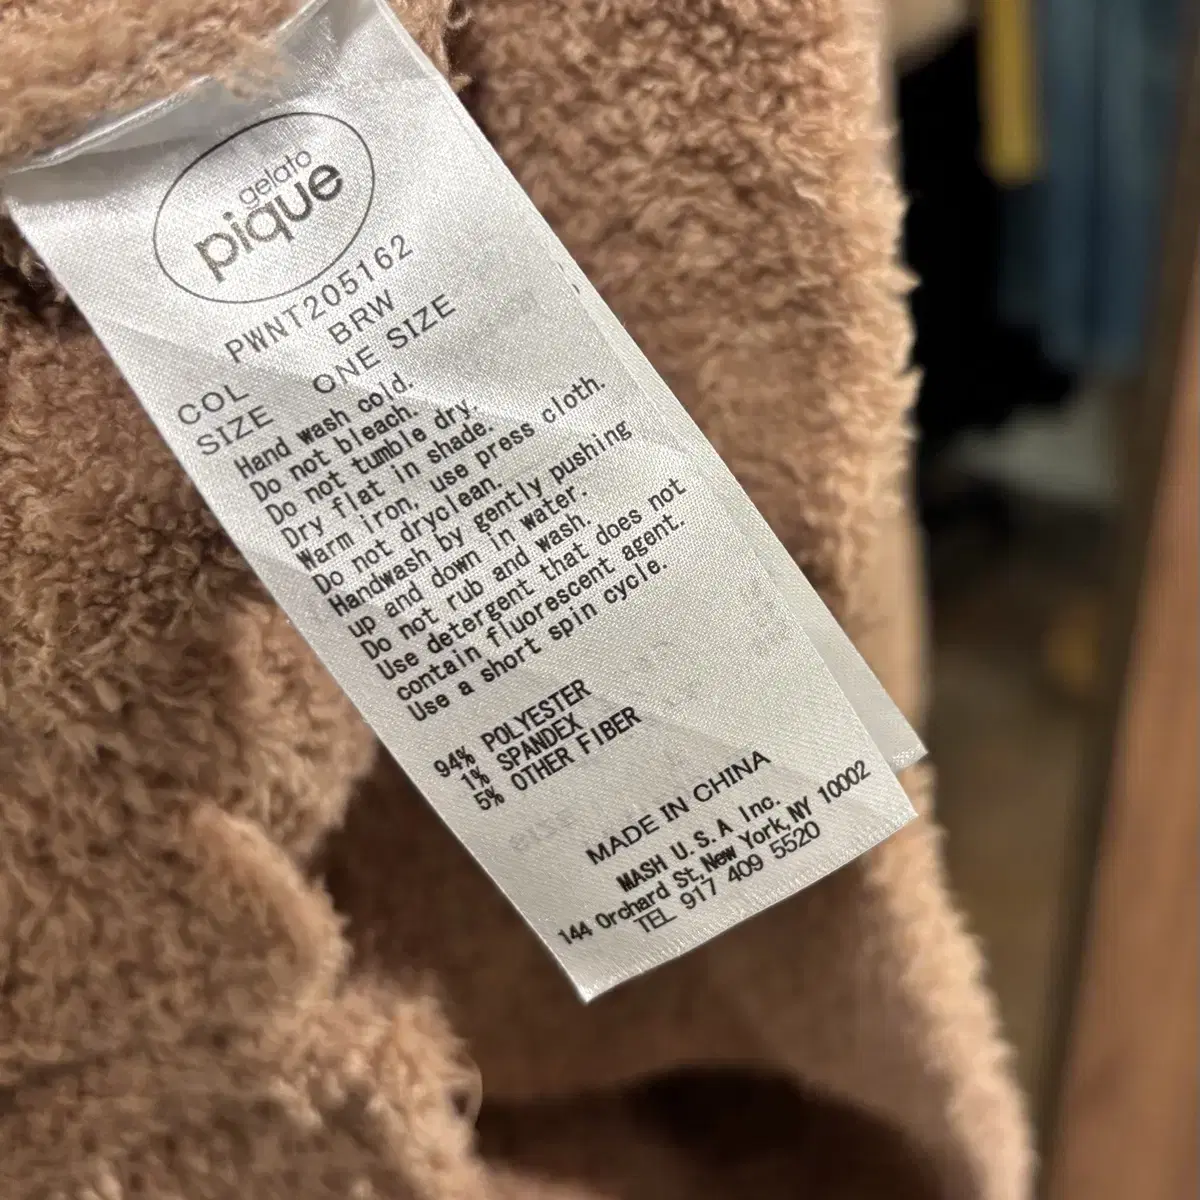 gelato
pique
PWNT205162
COL BRW
SIZE ONE SIZE
Hand wash cold.
Do not bleach.
Do not tumble dry.
Dry flat in shade.
Warm iron, use press cloth.
Do not dryclean.
Handwash by gently pushing
up and down in water.
Do not rub and wash.
Use detergent that does not
contain fluorescent agent.
Use a short spin cycle.
94% POLYESTER
1% SPANDEX
5% OTHER FIBER
MADE IN CHINA
MASH U.S.A Inc.
144 Orchard St, New York, NY 10002
TEL 917 409 5520